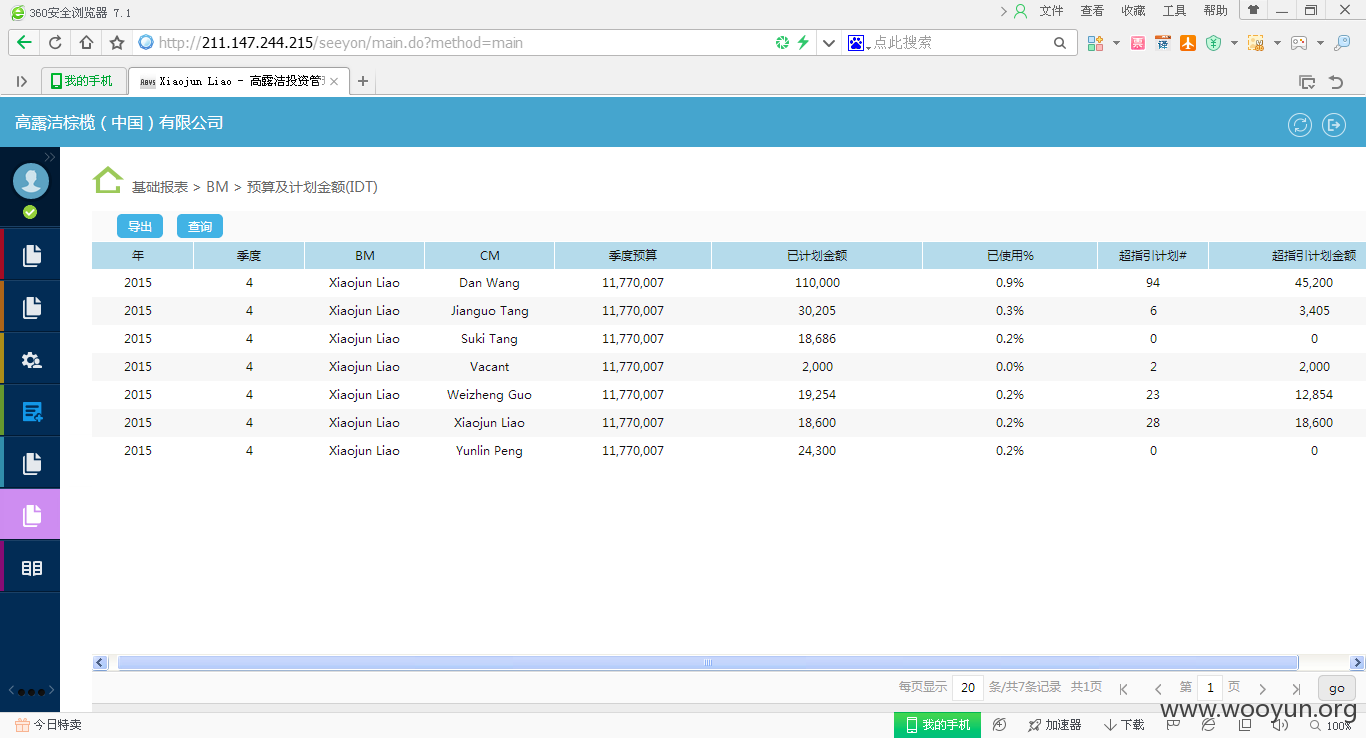 360安全浏览器 7.1 文件 查看 收藏 工具 帮助
http://211.147.244.215/seeyon/main.do?method=main 点此搜索
我的手机 Xiaojun Liao - 高露洁投资管
高露洁棕榄（中国）有限公司
基础报表 > BM > 预算及计划金额(IDT)
导出 查询
年 季度 BM CM 季度预算 已计划金额 已使用% 超指引计划# 超指引计划金额
2015 4 Xiaojun Liao Dan Wang 11,770,007 110,000 0.9% 94 45,200
2015 4 Xiaojun Liao Jianguo Tang 11,770,007 30,205 0.3% 6 3,405
2015 4 Xiaojun Liao Suki Tang 11,770,007 18,686 0.2% 0 0
2015 4 Xiaojun Liao Vacant 11,770,007 2,000 0.0% 2 2,000
2015 4 Xiaojun Liao Weizheng Guo 11,770,007 19,254 0.2% 23 12,854
2015 4 Xiaojun Liao Xiaojun Liao 11,770,007 18,600 0.2% 28 18,600
2015 4 Xiaojun Liao Yunlin Peng 11,770,007 24,300 0.2% 0 0
每页显示 20 条/共7条记录 共1页 第 1 页 go
www.wooyun.org
今日特卖 我的手机 加速器 下载 100%